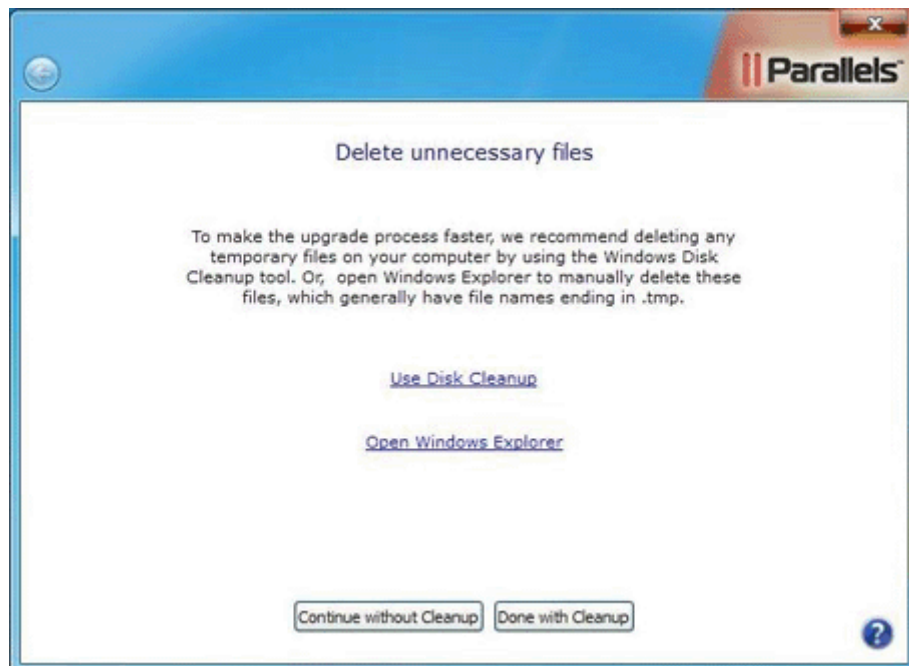 x
Parallels™
Delete unnecessary files
To make the upgrade process faster, we recommend deleting any
temporary files on your computer by using the Windows Disk
Cleanup tool. Or,  open Windows Explorer to manually delete these
files, which generally have file names ending in .tmp.
Use Disk Cleanup
Open Windows Explorer
Continue without Cleanup Done with Cleanup
?